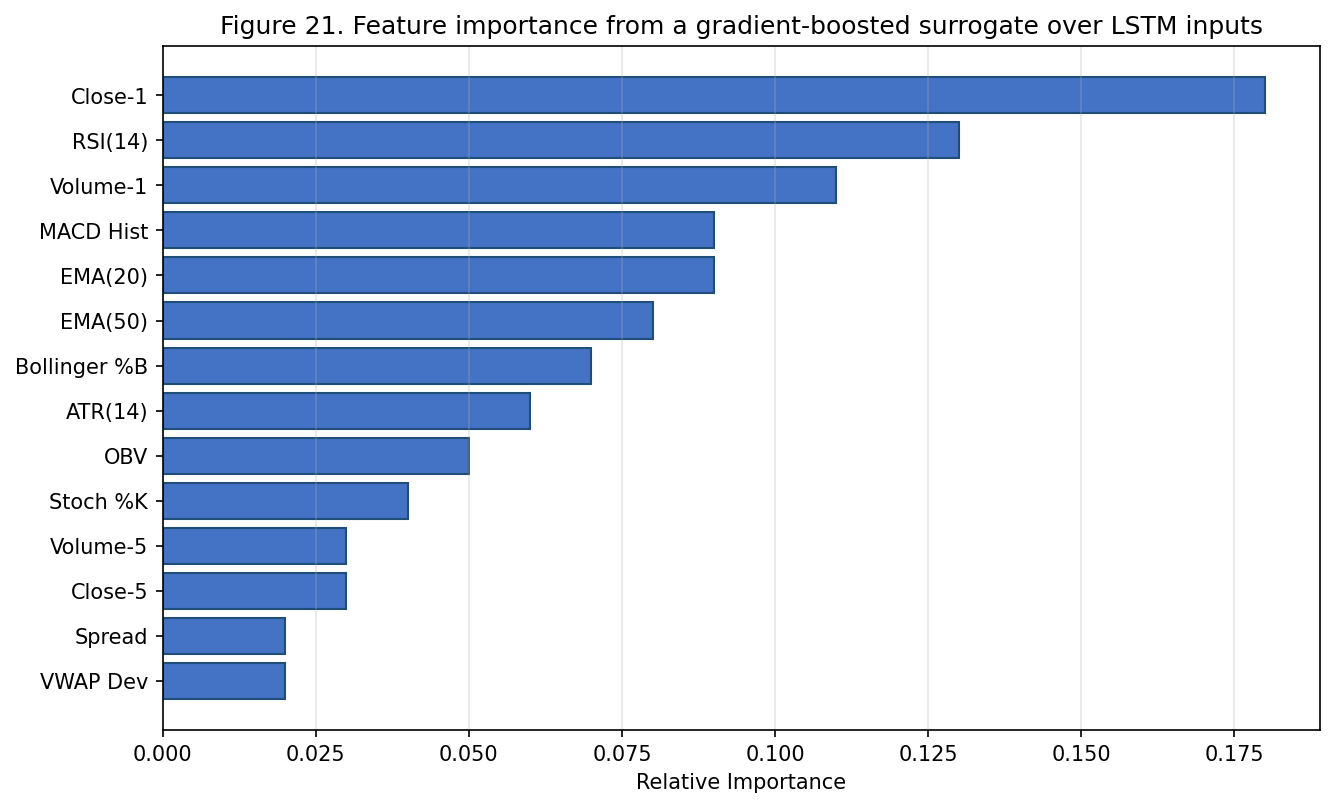 Figure 21. Feature importance from a gradient-boosted surrogate over LSTM inputs
Close-1
RSI(14)
Volume-1
MACD Hist
EMA(20)
EMA(50)
Bollinger %B
ATR(14)
OBV
Stoch %K
Volume-5
Close-5
Spread
VWAP Dev
0.000 0.025 0.050 0.075 0.100 0.125 0.150 0.175
Relative Importance